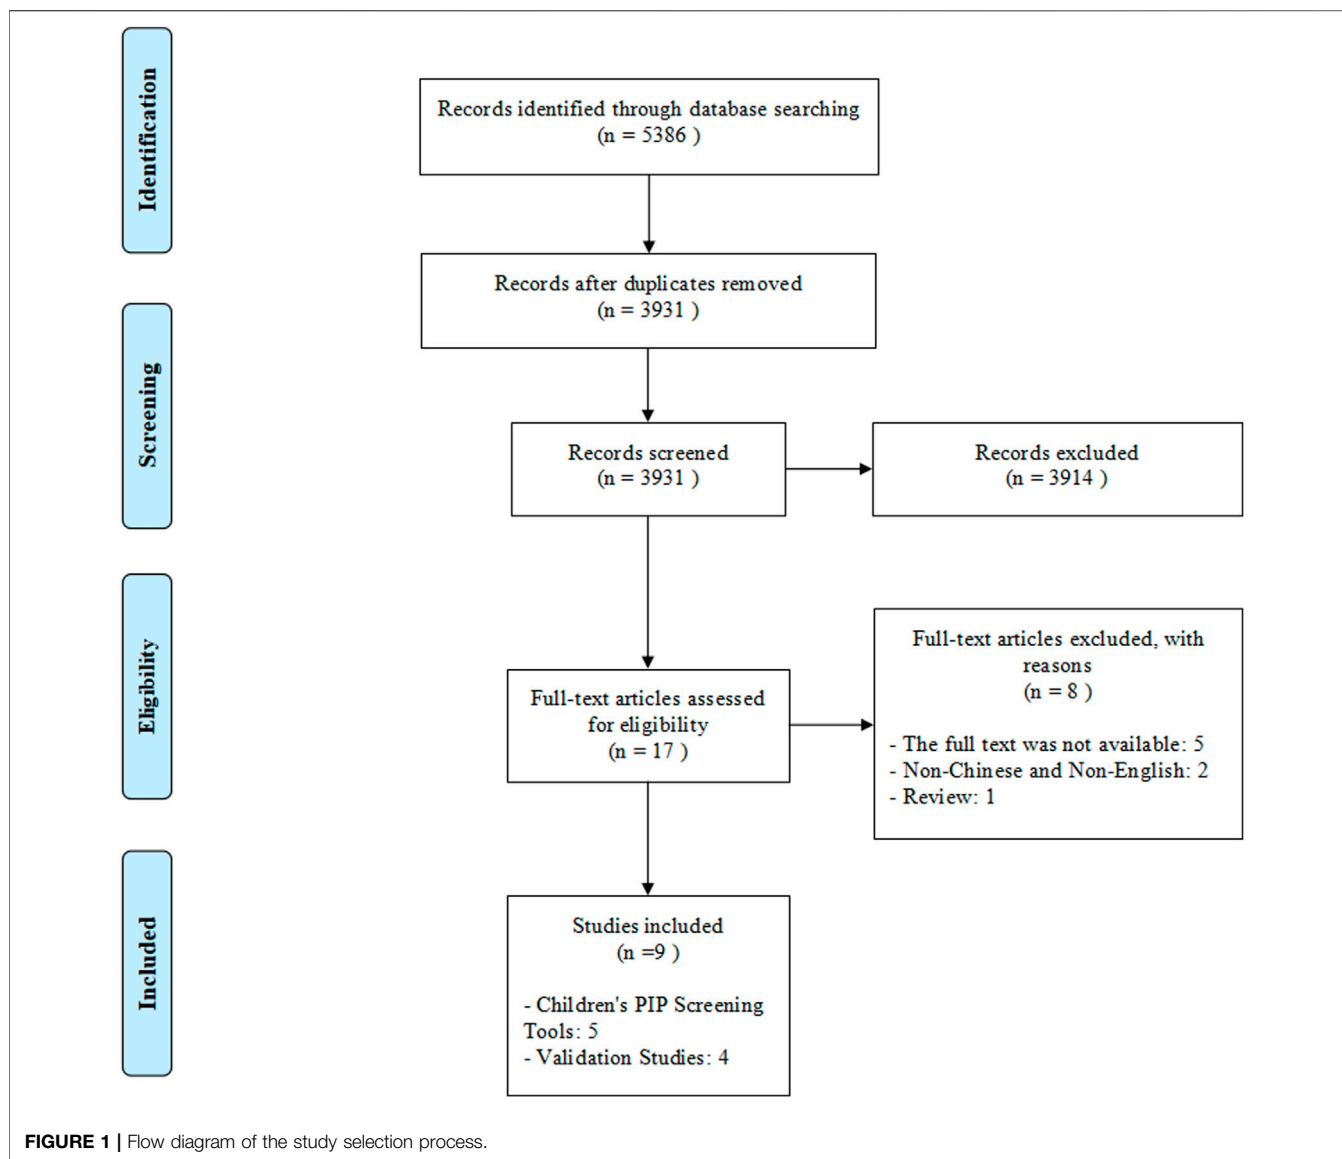 Identification
Records identified through database searching
(n = 5386 )
Records after duplicates removed
(n = 3931 )
Screening
Records screened
(n = 3931 )
Records excluded
(n = 3914 )
Eligibility
Full-text articles assessed
for eligibility
(n = 17 )
Full-text articles excluded, with
reasons
(n = 8 )
- The full text was not available: 5
- Non-Chinese and Non-English: 2
- Review: 1
Included
Studies included
(n =9 )
- Children's PIP Screening
Tools: 5
- Validation Studies: 4
FIGURE 1 | Flow diagram of the study selection process.